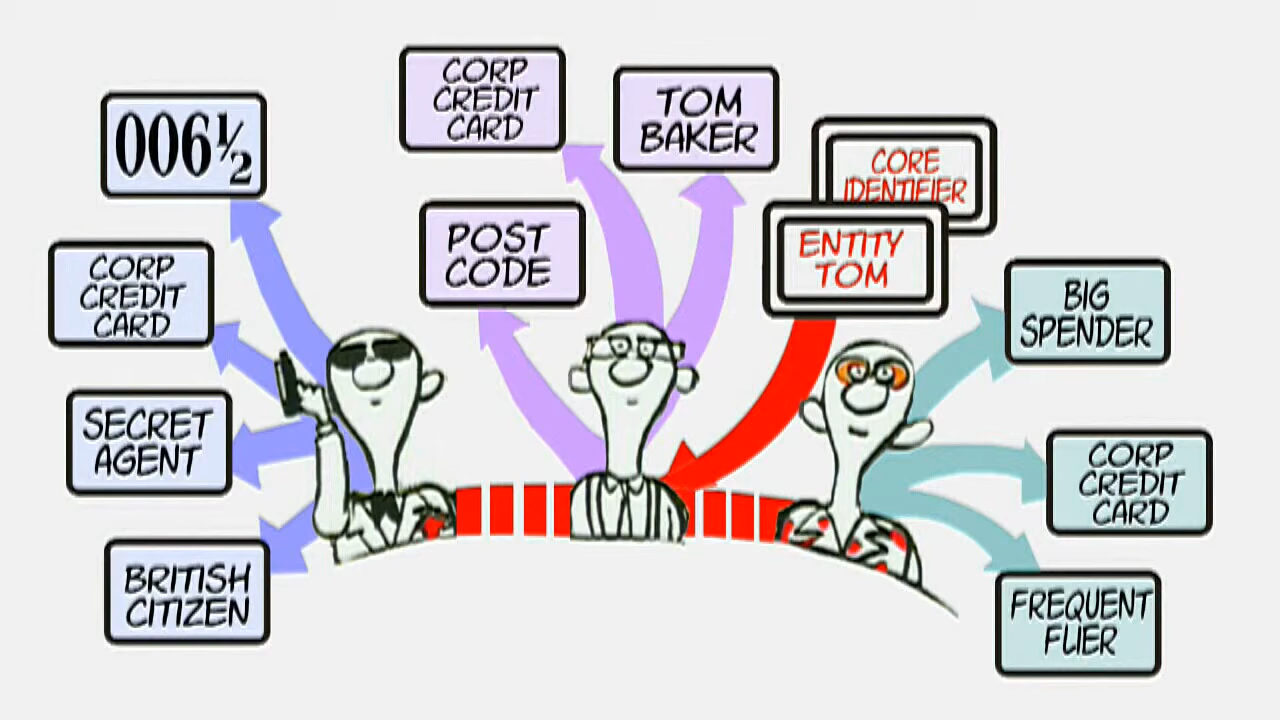 006½
CORP
CREDIT
CARD
SECRET
AGENT
BRITISH
CITIZEN
CORP
CREDIT
CARD
TOM
BAKER
POST
CODE
CORE
IDENTIFIER
ENTITY
TOM
BIG
SPENDER
CORP
CREDIT
CARD
FREQUENT
FLIER